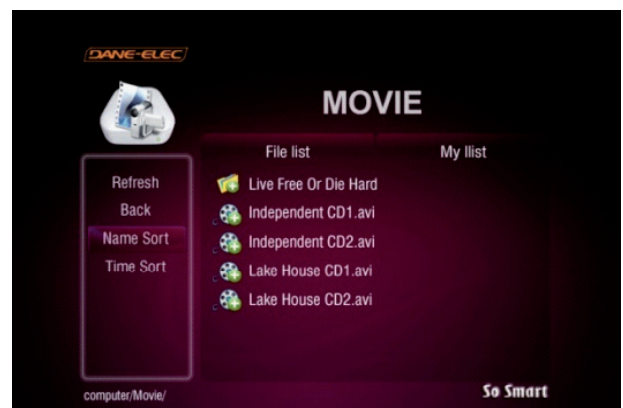 DANE-ELEC
MOVIE
File list
My llist
Refresh
Back
Name Sort
Time Sort
Live Free Or Die Hard
Independent CD1.avi
Independent CD2.avi
Lake House CD1.avi
Lake House CD2.avi
computer/Movie/
So Smart